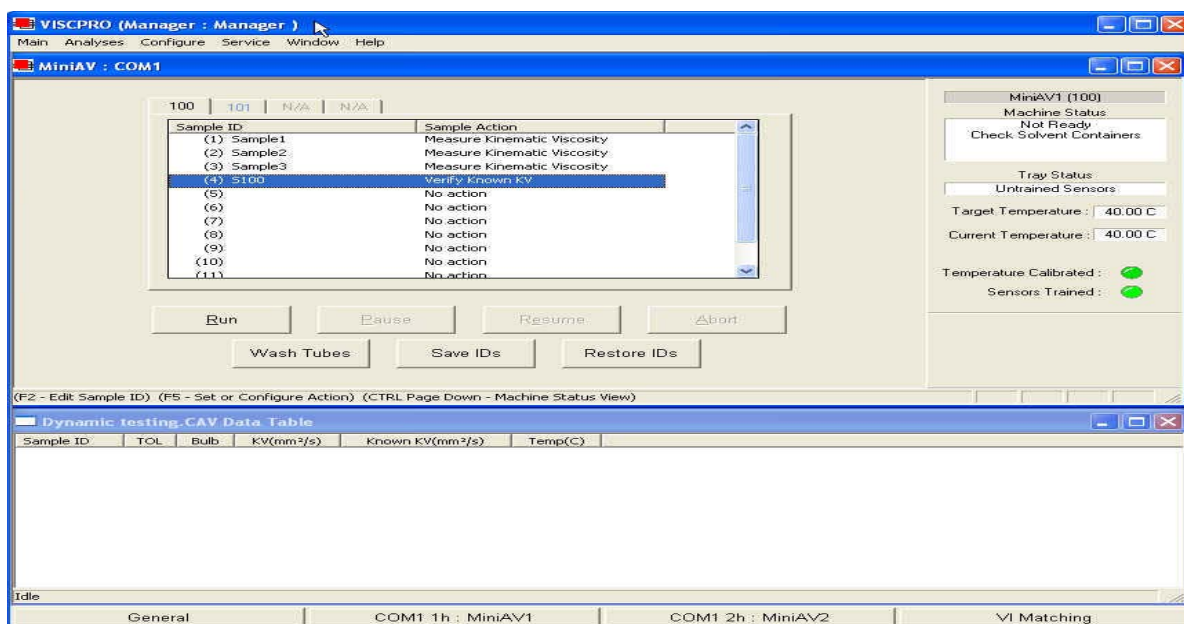 VISCPRO (Manager : Manager )
Main Analyses Configure Service Window Help
MiniAV : COM1
100 101 N/A N/A
Sample ID Sample Action
(1) Sample1 Measure Kinematic Viscosity
(2) Sample2 Measure Kinematic Viscosity
(3) Sample3 Measure Kinematic Viscosity
(4) S100 Verify Known KV
(5) No action
(6) No action
(7) No action
(8) No action
(9) No action
(10) No action
(11) No action
Run Pause Resume Abort
Wash Tubes Save IDs Restore IDs
MiniAV1 (100)
Machine Status
Not Ready
Check Solvent Containers
Tray Status
Untrained Sensors
Target Temperature : 40.00 C
Current Temperature : 40.00 C
Temperature Calibrated :
Sensors Trained :
(F2 - Edit Sample ID) (F5 - Set or Configure Action) (CTRL Page Down - Machine Status View)
Dynamic testing.CAV Data Table
Sample ID TOL Bulb KV(mm²/s) Known KV(mm²/s) Temp(C)
Idle
General COM1 1h : MiniAV1 COM1 2h : MiniAV2 VI Matching